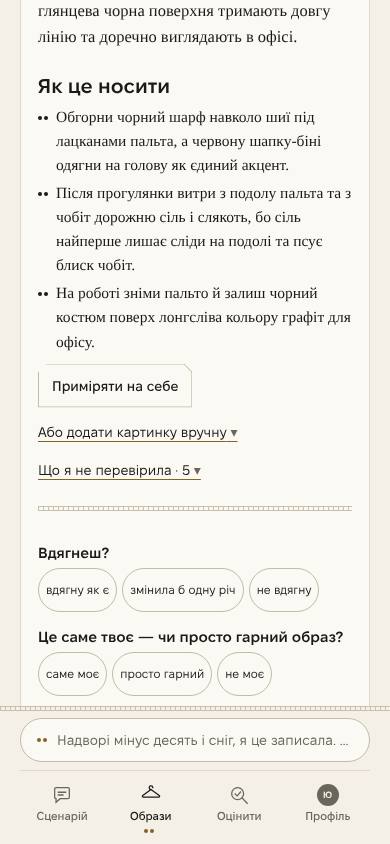 глянцева чорна поверхня тримають довгу
лінію та доречно виглядають в офісі.
Як це носити
•• Обгорни чорний шарф навколо шиї під
лацканами пальта, а червону шапку-біні
одягни на голову як єдиний акцент.
•• Після прогулянки витри з подолу пальта та з
чобіт дорожню сіль і слякоть, бо сіль
найперше лишає сліди на подолі та псує
блиск чобіт.
•• На роботі зніми пальто й залиш чорний
костюм поверх лонгсліва кольору графіт для
офісу.
Приміряти на себе
Або додати картинку вручну ▾
Що я не перевірила · 5 ▾
Вдягнеш?
вдягну як є
змінила б одну річ
не вдягну
Це саме твоє — чи просто гарний образ?
саме моє
просто гарний
не моє
•• Надворі мінус десять і сніг, я це записала. ...
Сценарій
Образи
Оцінити
Ю
Профіль